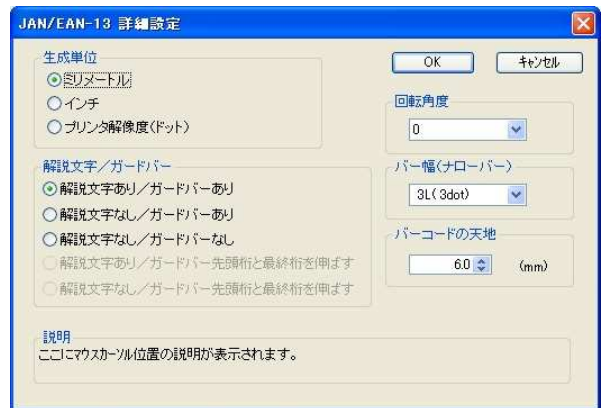 JAN/EAN-13 詳細設定
生成単位
ミリメートル
インチ
プリンタ解像度(ドット)
OK
キャンセル
回転角度
0
解説文字/ガードバー
解説文字あり/ガードバーあり
解説文字なし/ガードバーあり
解説文字なし/ガードバーなし
解説文字あり/ガードバー先頭桁と最終桁を伸ばす
解説文字なし/ガードバー先頭桁と最終桁を伸ばす
バー幅(ナローバー)
3L(3dot)
バーコードの天地
6.0 (mm)
説明
ここにマウスカーソル位置の説明が表示されます。